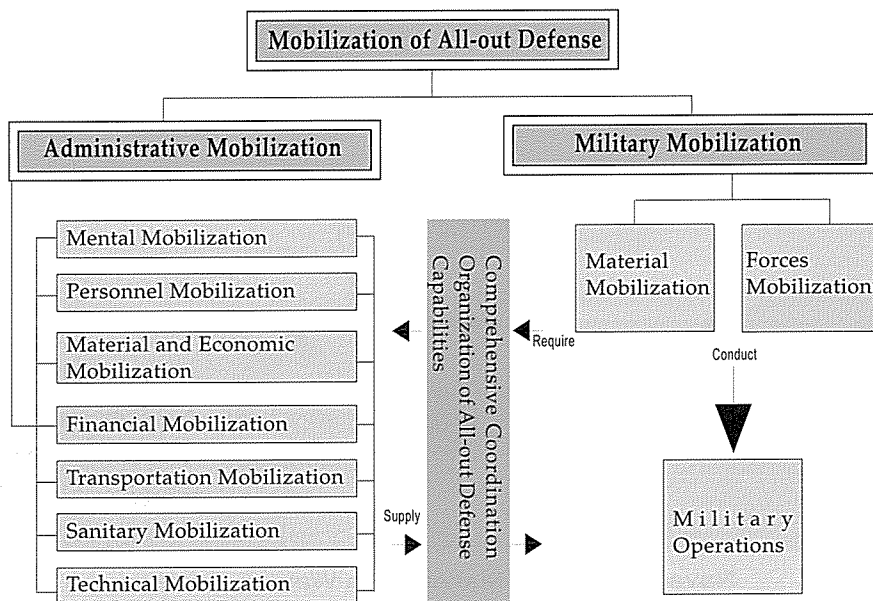 Mobilization of All-out Defense
Administrative Mobilization
Military Mobilization
Mental Mobilization
Personnel Mobilization
Material and Economic
Mobilization
Financial Mobilization
Transportation Mobilization
Sanitary Mobilization
Technical Mobilization
Supply
Comprehensive Coordination
Organization of All-out Defense
Capabilities
Require
Material
Mobilization
Forces
Mobilization
Conduct
Military
Operations